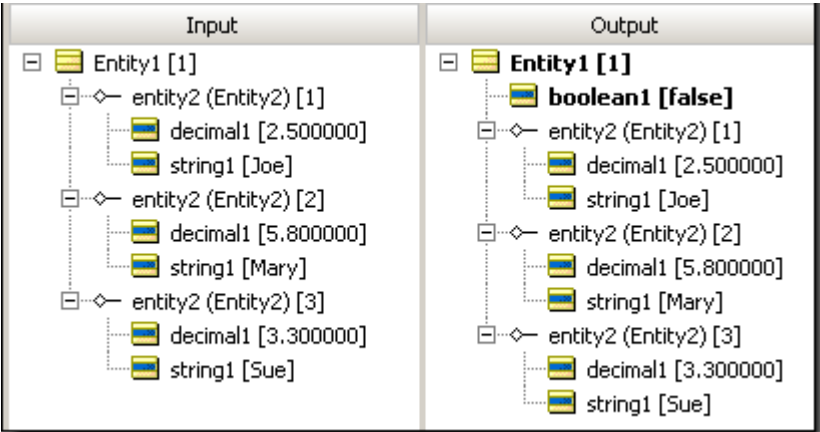 Input
Entity1 [1]
entity2 (Entity2) [1]
decimal1 [2.500000]
string1 [Joe]
entity2 (Entity2) [2]
decimal1 [5.800000]
string1 [Mary]
entity2 (Entity2) [3]
decimal1 [3.300000]
string1 [Sue]
Output
Entity1 [1]
boolean1 [false]
entity2 (Entity2) [1]
decimal1 [2.500000]
string1 [Joe]
entity2 (Entity2) [2]
decimal1 [5.800000]
string1 [Mary]
entity2 (Entity2) [3]
decimal1 [3.300000]
string1 [Sue]